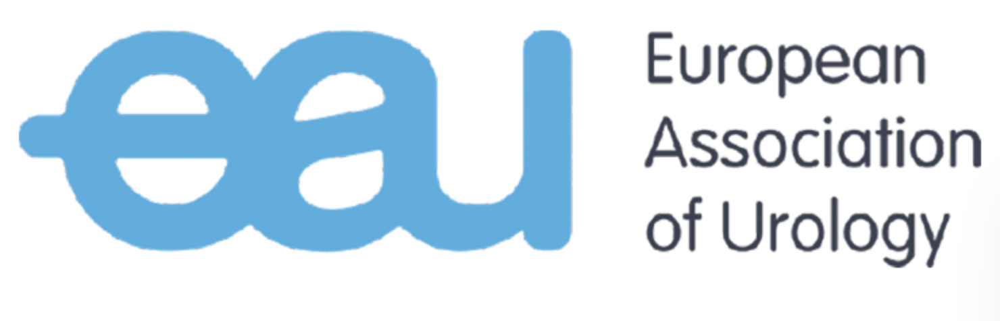 eau
European
Association
of Urology